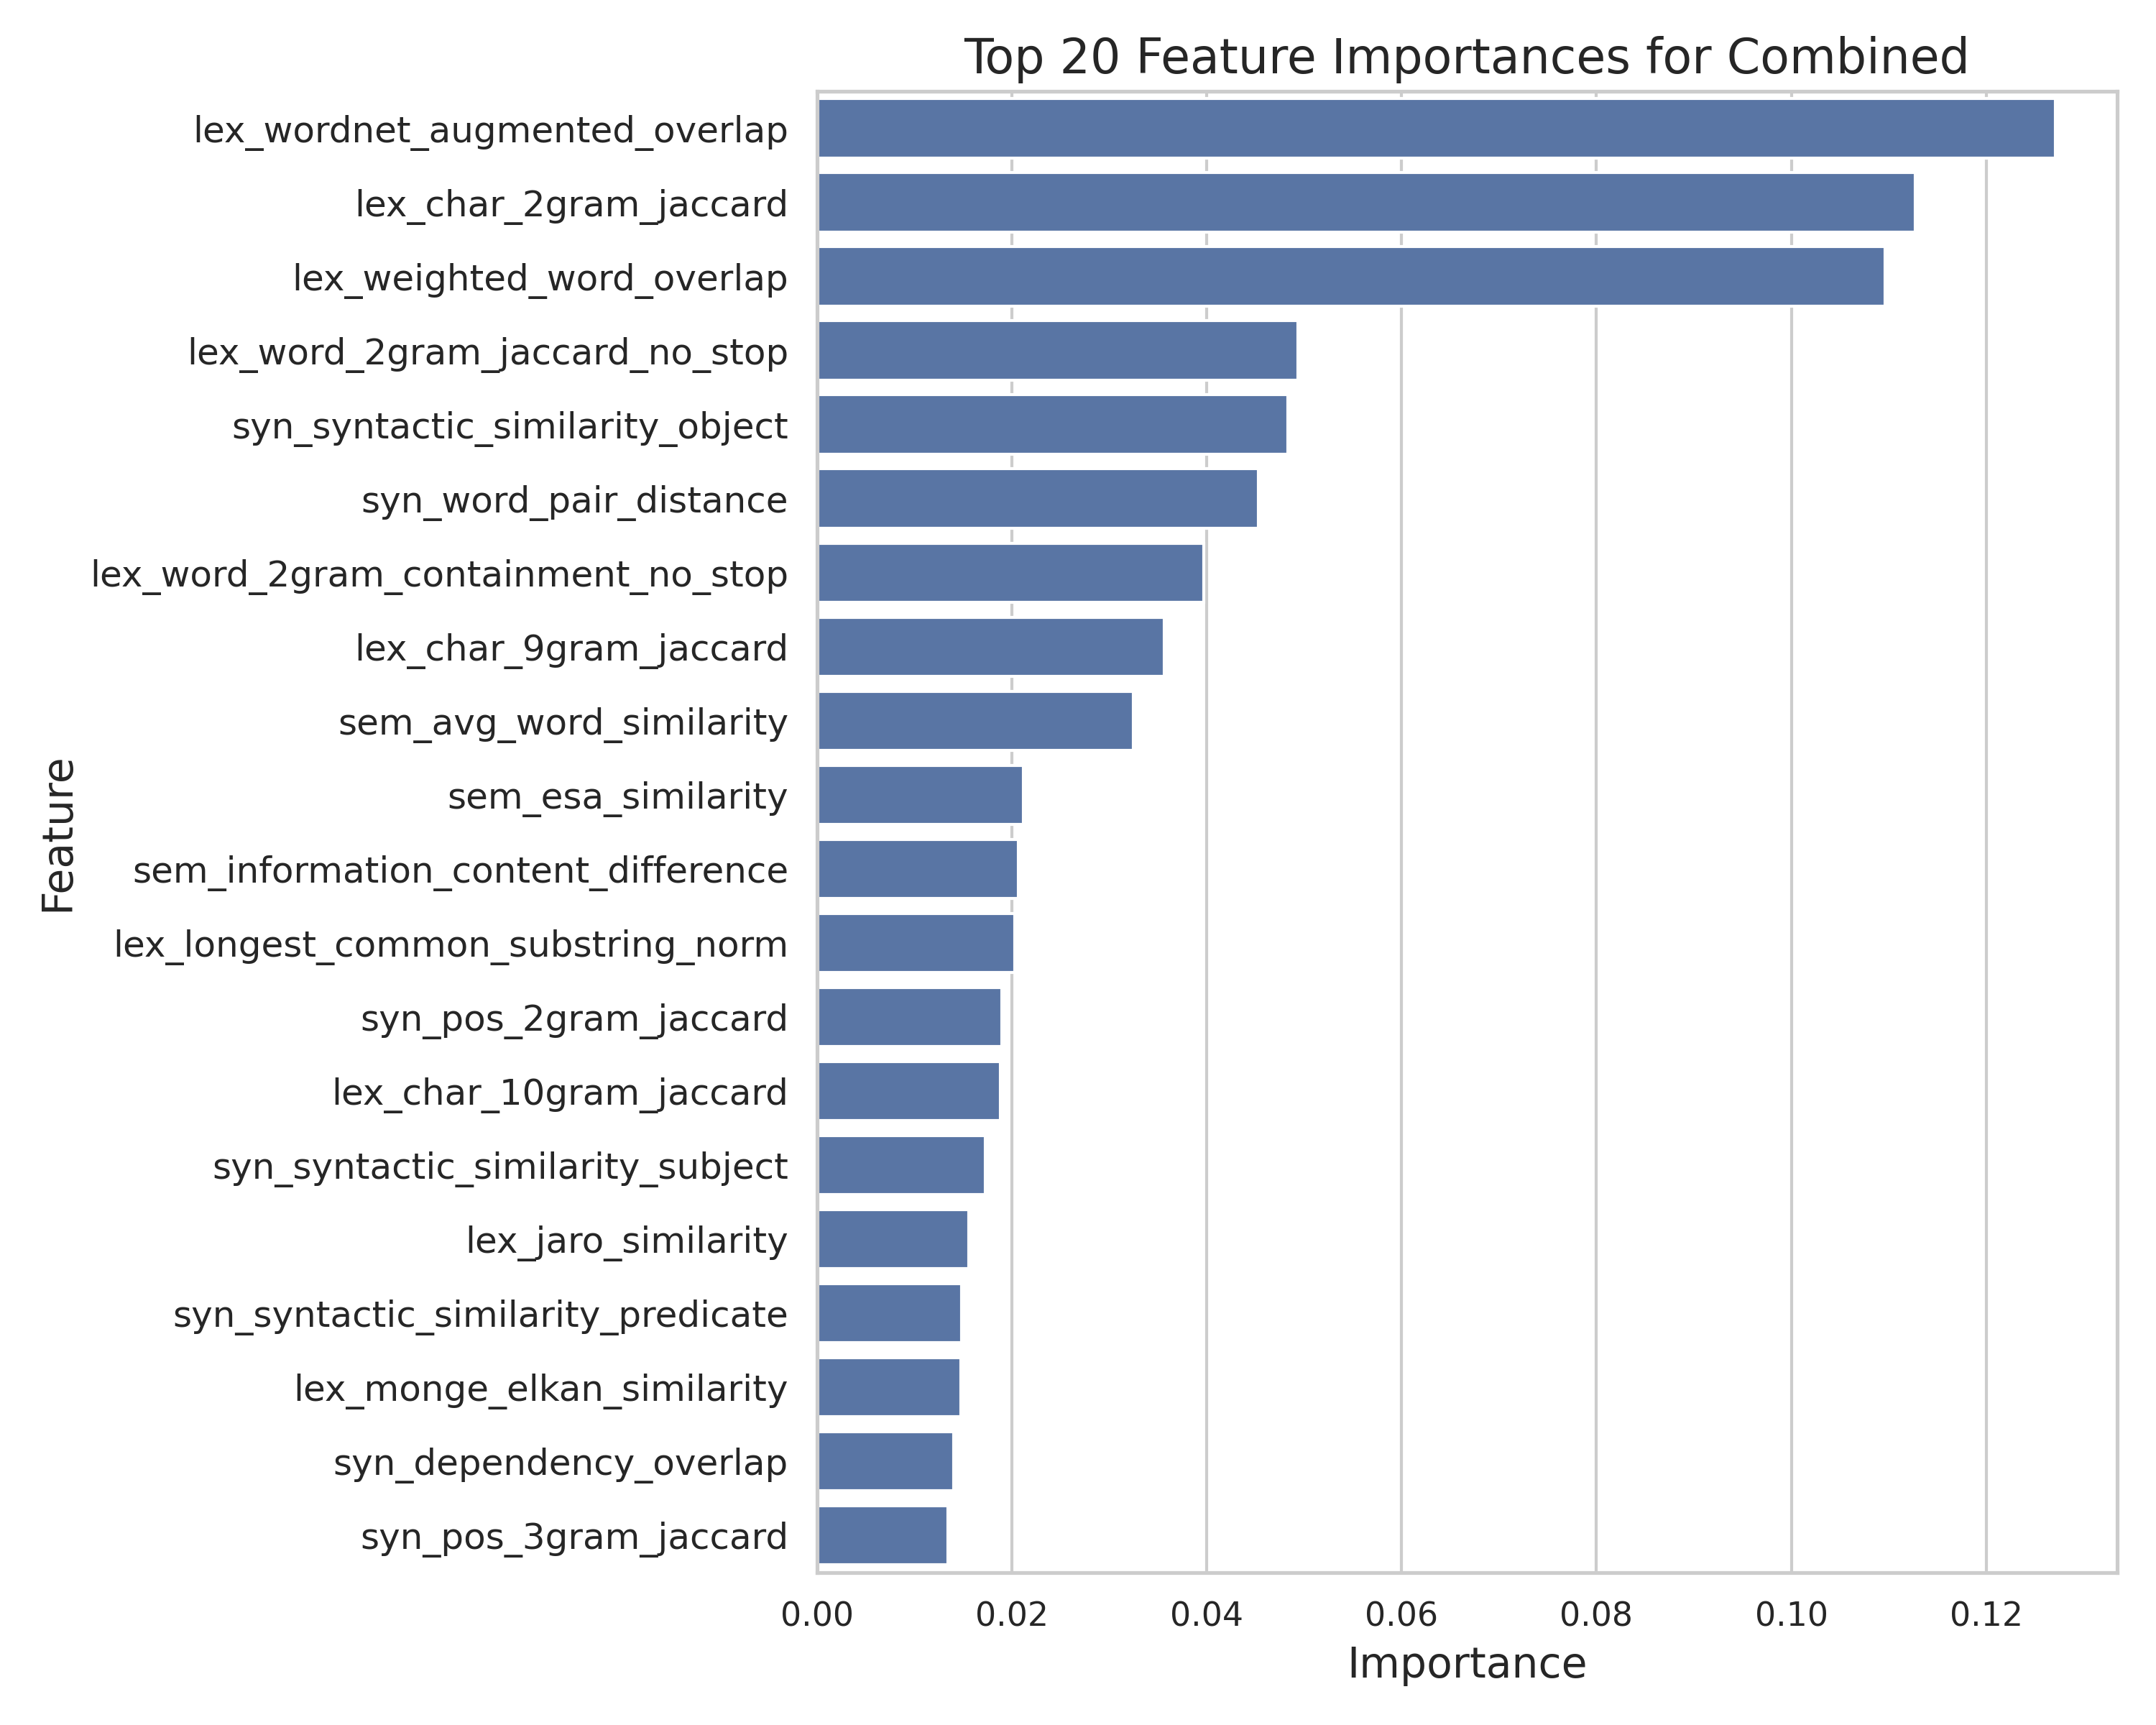 Top 20 Feature Importances for Combined
lex_wordnet_augmented_overlap
lex_char_2gram_jaccard
lex_weighted_word_overlap
lex_word_2gram_jaccard_no_stop
syn_syntactic_similarity_object
syn_word_pair_distance
lex_word_2gram_containment_no_stop
lex_char_9gram_jaccard
sem_avg_word_similarity
sem_esa_similarity
sem_information_content_difference
lex_longest_common_substring_norm
syn_pos_2gram_jaccard
lex_char_10gram_jaccard
syn_syntactic_similarity_subject
lex_jaro_similarity
syn_syntactic_similarity_predicate
lex_monge_elkan_similarity
syn_dependency_overlap
syn_pos_3gram_jaccard
Feature
0.00 0.02 0.04 0.06 0.08 0.10 0.12
Importance